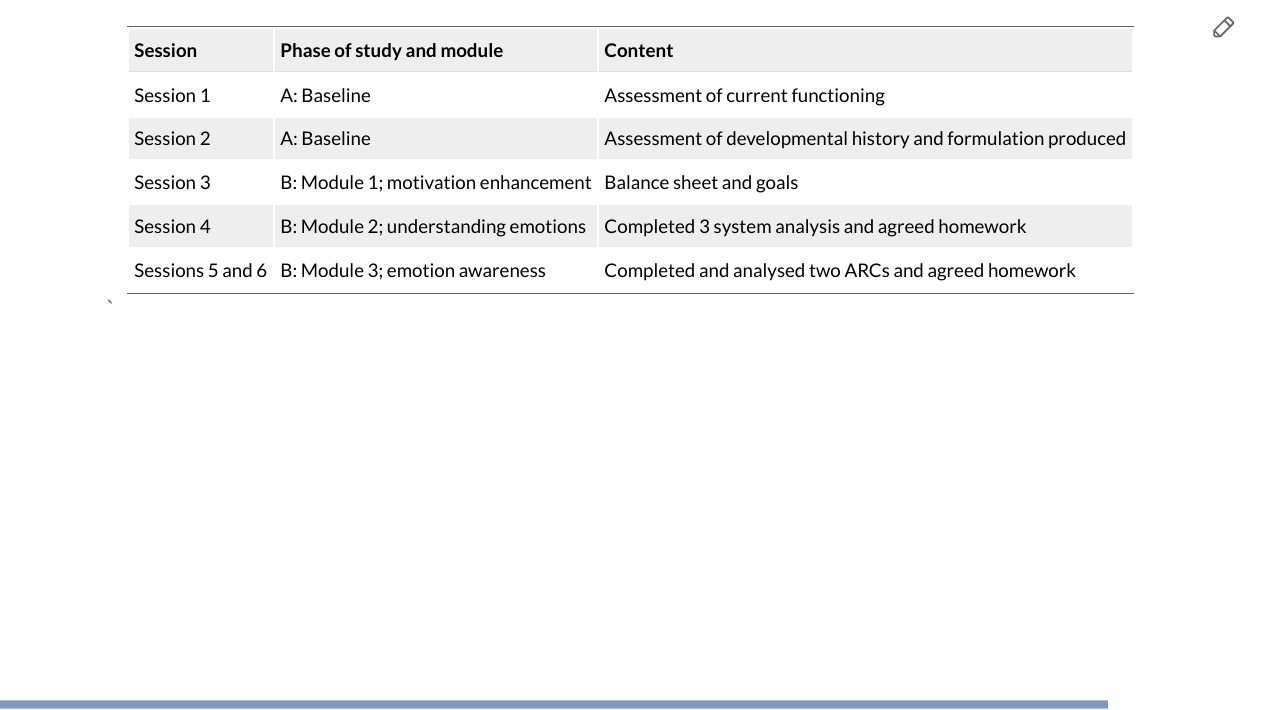 Session Phase of study and module Content
Session 1 A: Baseline Assessment of current functioning
Session 2 A: Baseline Assessment of developmental history and formulation produced
Session 3 B: Module 1; motivation enhancement Balance sheet and goals
Session 4 B: Module 2; understanding emotions Completed 3 system analysis and agreed homework
Sessions 5 and 6 B: Module 3; emotion awareness Completed and analysed two ARCs and agreed homework
`